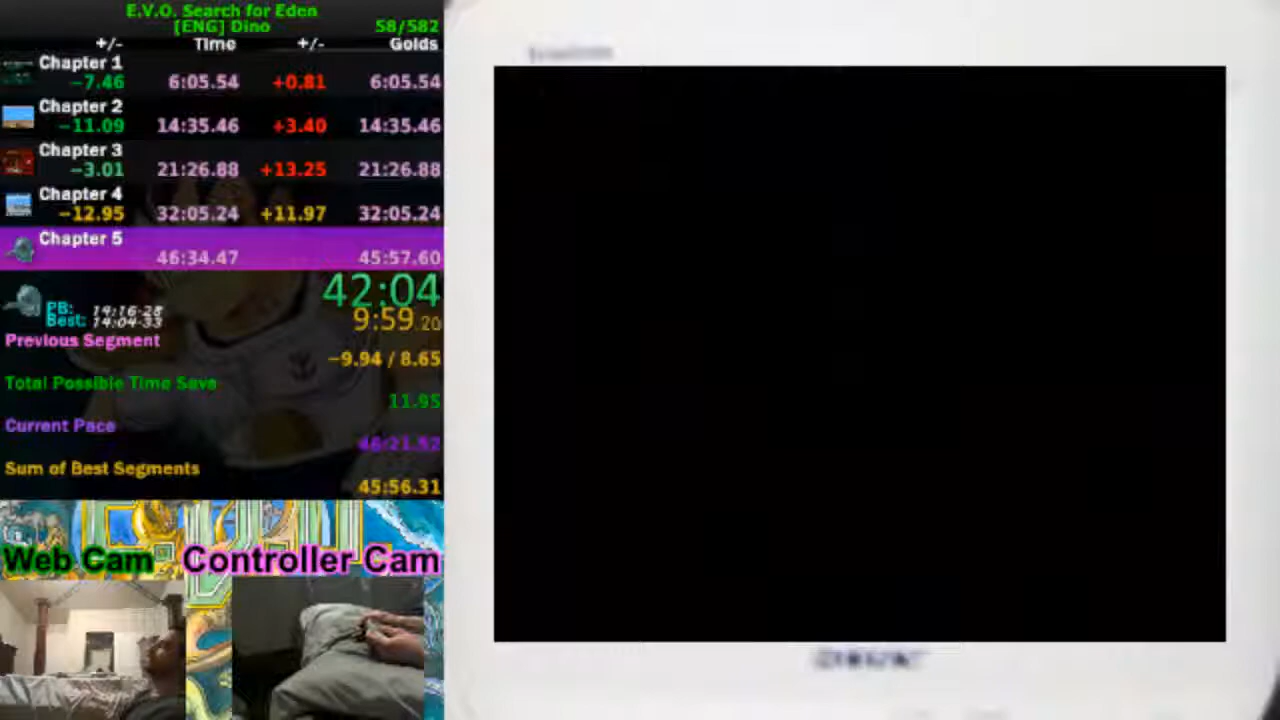 E.V.O. Search for Eden
[ENG] Dino 58/582
+/- Time +/- Golds
Chapter 1
-7.46 6:05.54 +0.81 6:05.54
Chapter 2
-11.09 14:35.46 +3.40 14:35.46
Chapter 3
-3.01 21:26.88 +13.25 21:26.88
Chapter 4
-12.95 32:05.24 +11.97 32:05.24
Chapter 5
46:34.47 45:57.60
42:04
PB: 14:16.28
Best: 14:04.33
9:59.20
Previous Segment
-9.94 / 8.65
Total Possible Time Save
11.95
Current Pace
46:21.52
Sum of Best Segments
45:56.31
Web Cam Controller Cam